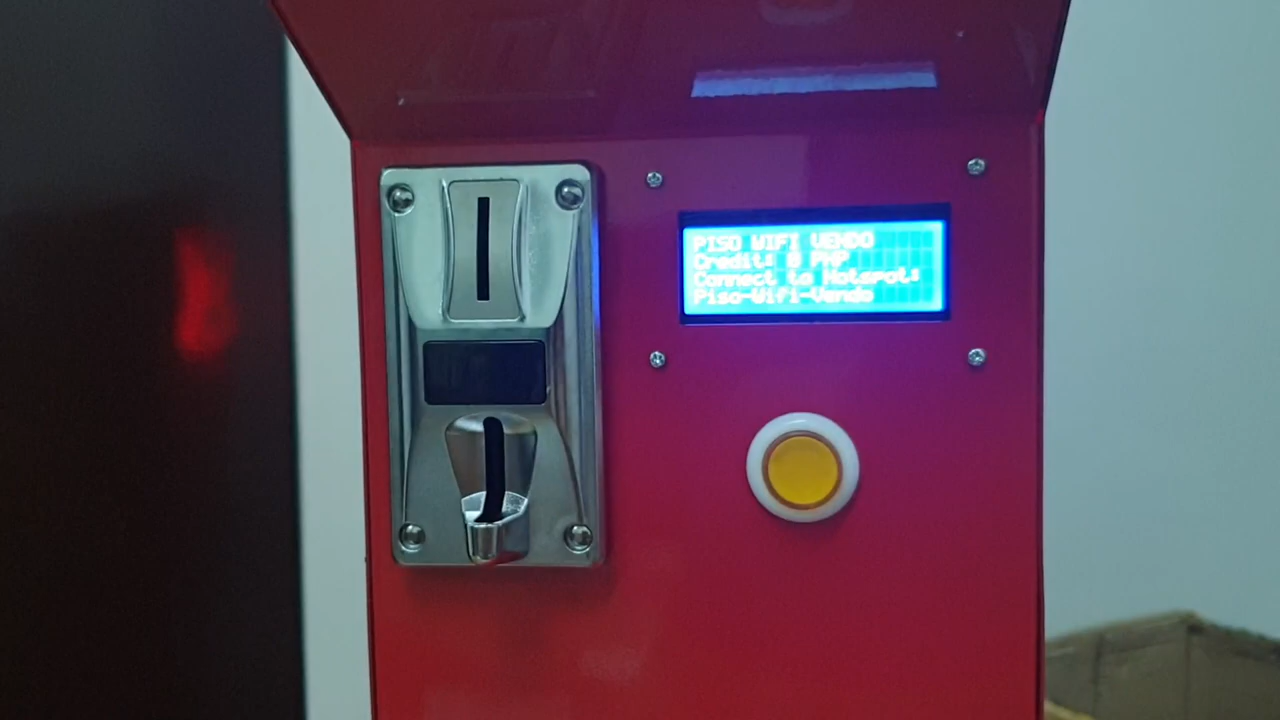 PISO WIFI VENDO
Credit: 0 PHP
Connect to Hotspot:
Piso-Wifi-Vendo